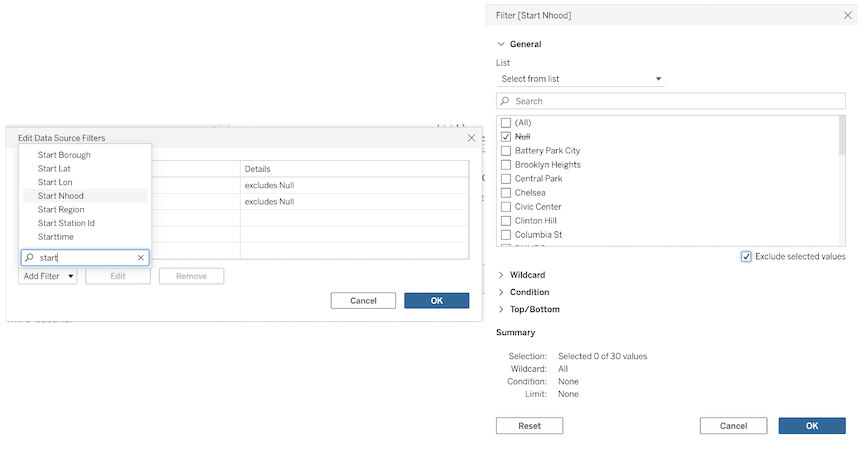 Edit Data Source Filters
Start Borough
Start Lat
Start Lon
Start Nhood
Start Region
Start Station Id
Starttime
start
Details
excludes Null
excludes Null
Add Filter
Edit
Remove
Cancel
OK
Filter [Start Nhood]
General
List
Select from list
Search
(All)
Null
Battery Park City
Brooklyn Heights
Central Park
Chelsea
Civic Center
Clinton Hill
Columbia St
Exclude selected values
Wildcard
Condition
Top/Bottom
Summary
Selection: Selected 0 of 30 values
Wildcard: All
Condition: None
Limit: None
Reset
Cancel
OK